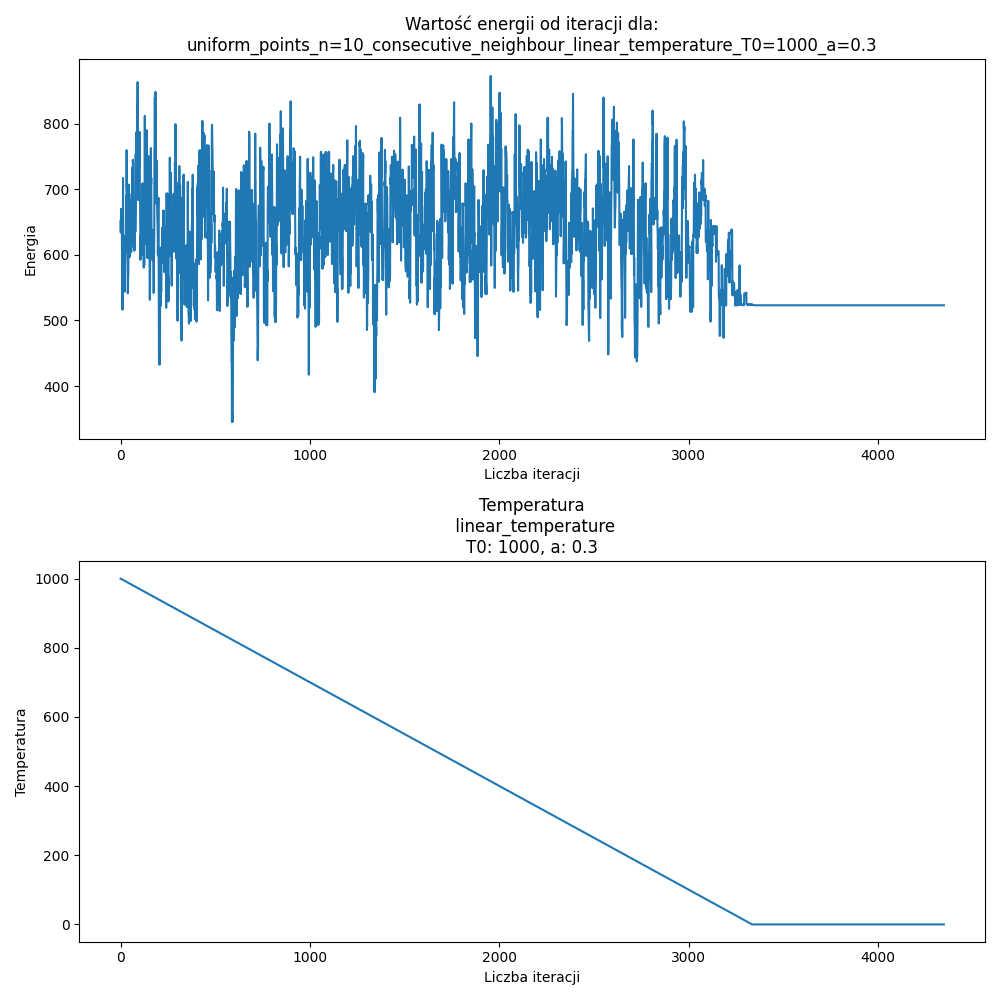 Wartość energii od iteracji dla:
uniform_points_n=10_consecutive_neighbour_linear_temperature_T0=1000_a=0.3
800
700
600
500
400
Energia
0 1000 2000 3000 4000
Liczba iteracji
Temperatura
linear_temperature
T0: 1000, a: 0.3
1000
800
600
400
200
0
Temperatura
0 1000 2000 3000 4000
Liczba iteracji